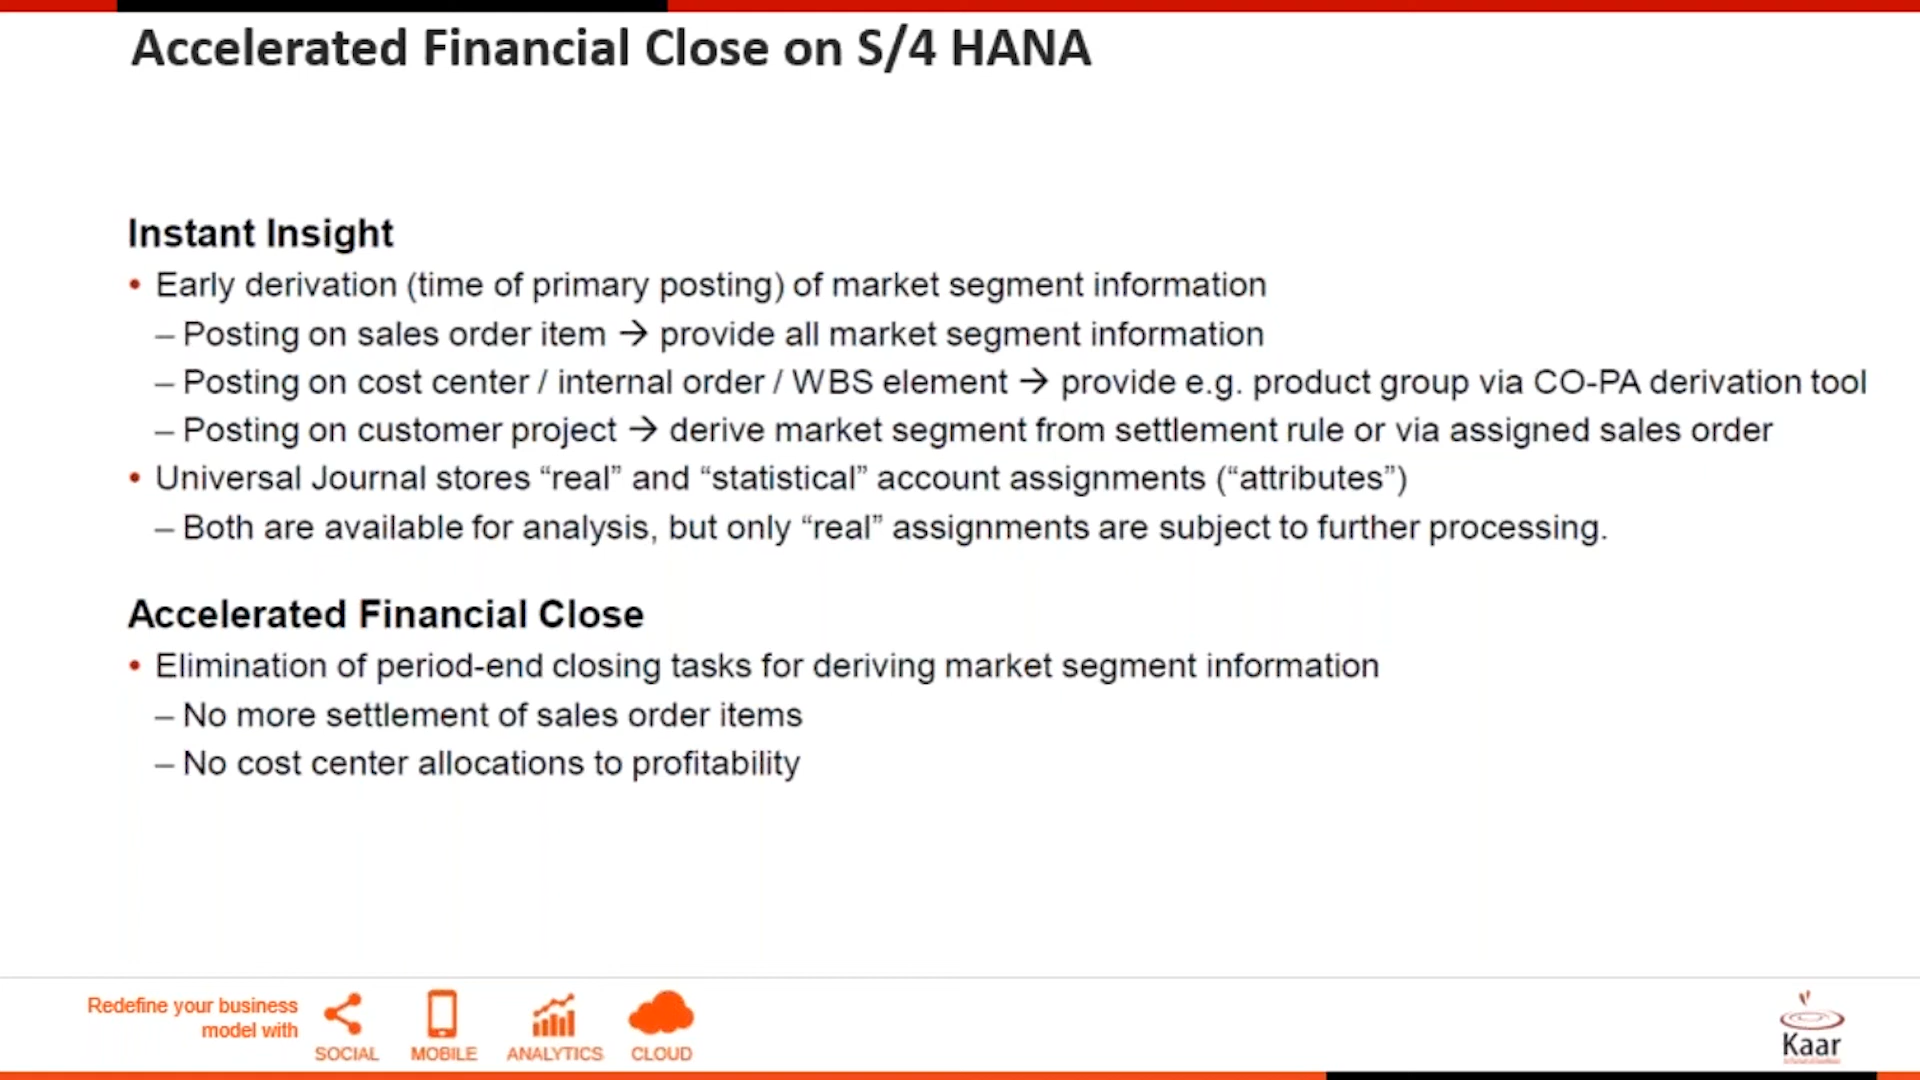 Accelerated Financial Close on S/4 HANA
Instant Insight
• Early derivation (time of primary posting) of market segment information
– Posting on sales order item → provide all market segment information
– Posting on cost center / internal order / WBS element → provide e.g. product group via CO-PA derivation tool
– Posting on customer project → derive market segment from settlement rule or via assigned sales order
• Universal Journal stores “real” and “statistical” account assignments (“attributes”)
– Both are available for analysis, but only “real” assignments are subject to further processing.
Accelerated Financial Close
• Elimination of period-end closing tasks for deriving market segment information
– No more settlement of sales order items
– No cost center allocations to profitability
Redefine your business
model with
SOCIAL MOBILE ANALYTICS CLOUD
Kaar